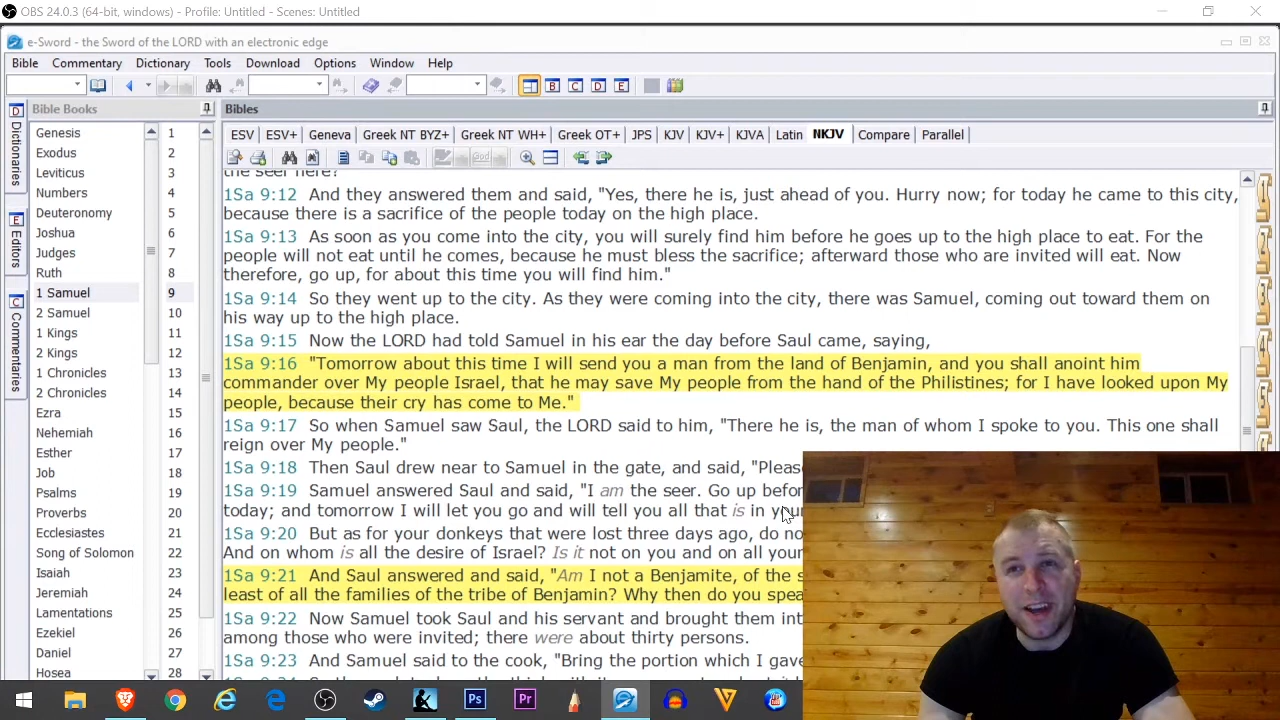 OBS 24.0.3 (64-bit, windows) - Profile: Untitled - Scenes: Untitled
e-Sword - the Sword of the LORD with an electronic edge
Bible Commentary Dictionary Tools Download Options Window Help
B C D E
Bible Books
Bibles
D Dictionaries
E Editors
C Commentaries
ESV ESV+ Geneva Greek NT BYZ+ Greek NT WH+ Greek OT+ JPS KJV KJV+ KJVA Latin NKJV Compare Parallel
Genesis 1
Exodus 2
Leviticus 3
Numbers 4
Deuteronomy 5
Joshua 6
Judges 7
Ruth 8
1 Samuel 9
2 Samuel 10
1 Kings 11
2 Kings 12
1 Chronicles 13
2 Chronicles 14
Ezra 15
Nehemiah 16
Esther 17
Job 18
Psalms 19
Proverbs 20
Ecclesiastes 21
Song of Solomon 22
Isaiah 23
Jeremiah 24
Lamentations 25
Ezekiel 26
Daniel 27
Hosea 28
the seer here?"
1Sa 9:12 And they answered them and said, "Yes, there he is, just ahead of you. Hurry now; for today he came to this city,
because there is a sacrifice of the people today on the high place.
1Sa 9:13 As soon as you come into the city, you will surely find him before he goes up to the high place to eat. For the
people will not eat until he comes, because he must bless the sacrifice; afterward those who are invited will eat. Now
therefore, go up, for about this time you will find him."
1Sa 9:14 So they went up to the city. As they were coming into the city, there was Samuel, coming out toward them on
his way up to the high place.
1Sa 9:15 Now the LORD had told Samuel in his ear the day before Saul came, saying,
1Sa 9:16 "Tomorrow about this time I will send you a man from the land of Benjamin, and you shall anoint him
commander over My people Israel, that he may save My people from the hand of the Philistines; for I have looked upon My
people, because their cry has come to Me."
1Sa 9:17 So when Samuel saw Saul, the LORD said to him, "There he is, the man of whom I spoke to you. This one shall
reign over My people."
1Sa 9:18 Then Saul drew near to Samuel in the gate, and said, "Pleas
1Sa 9:19 Samuel answered Saul and said, "I am the seer. Go up befor
today; and tomorrow I will let you go and will tell you all that is in you
1Sa 9:20 But as for your donkeys that were lost three days ago, do no
And on whom is all the desire of Israel? Is it not on you and on all your
1Sa 9:21 And Saul answered and said, "Am I not a Benjamite, of the s
least of all the families of the tribe of Benjamin? Why then do you spea
1Sa 9:22 Now Samuel took Saul and his servant and brought them int
among those who were invited; there were about thirty persons.
1Sa 9:23 And Samuel said to the cook, "Bring the portion which I gave
Ps Pr